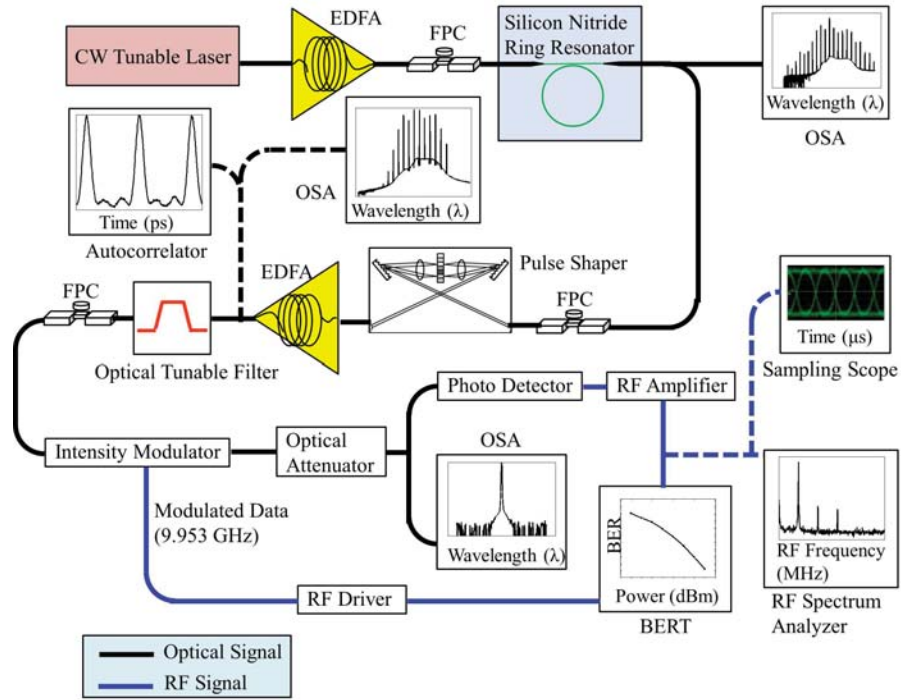 EDFA
CW Tunable Laser
FPC
Silicon Nitride
Ring Resonator
Wavelength (λ)
OSA
Time (ps)
Autocorrelator
OSA
Wavelength (λ)
EDFA
Pulse Shaper
FPC
FPC
Optical Tunable Filter
Time (μs)
Sampling Scope
Photo Detector
RF Amplifier
Intensity Modulator
Optical
Attenuator
OSA
Wavelength (λ)
Modulated Data
(9.953 GHz)
BER
Power (dBm)
BERT
RF Frequency
(MHz)
RF Spectrum
Analyzer
RF Driver
Optical Signal
RF Signal